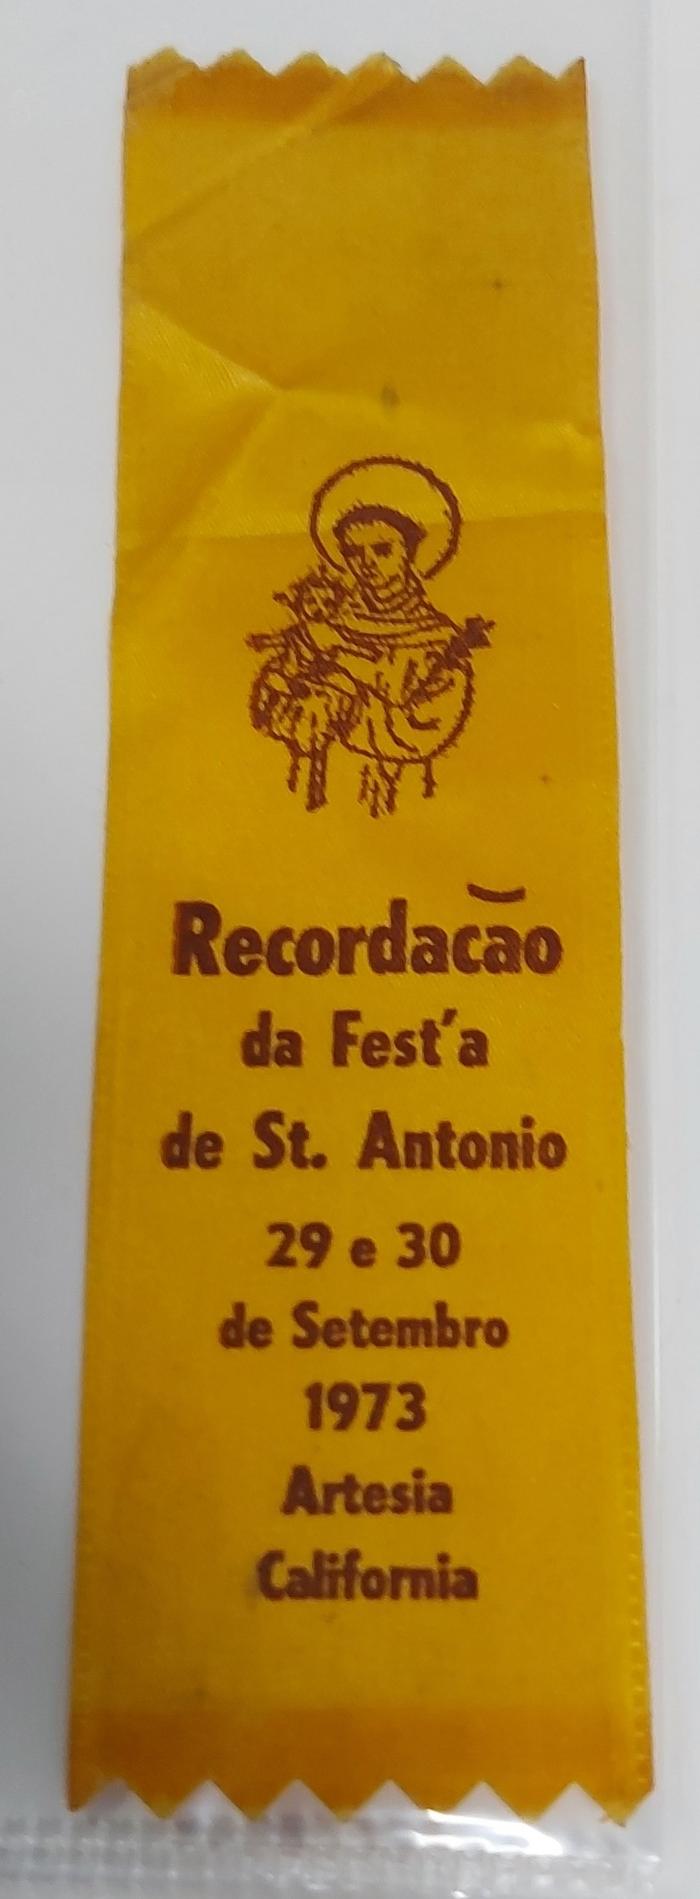 Recordacão
da Fest'a
de St. Antonio
29 e 30
de Setembro
1973
Artesia
California